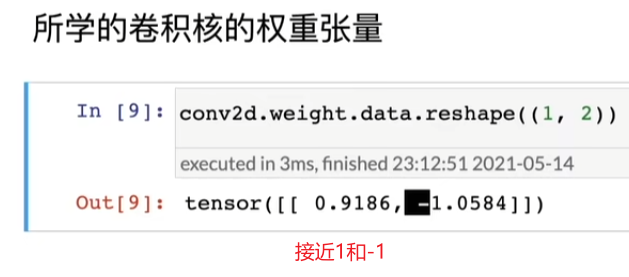 所学的卷积核的权重张量
In [9]: conv2d.weight.data.reshape((1, 2))
executed in 3ms, finished 23:12:51 2021-05-14
Out[9]: tensor([[ 0.9186, -1.0584]])
接近1和-1